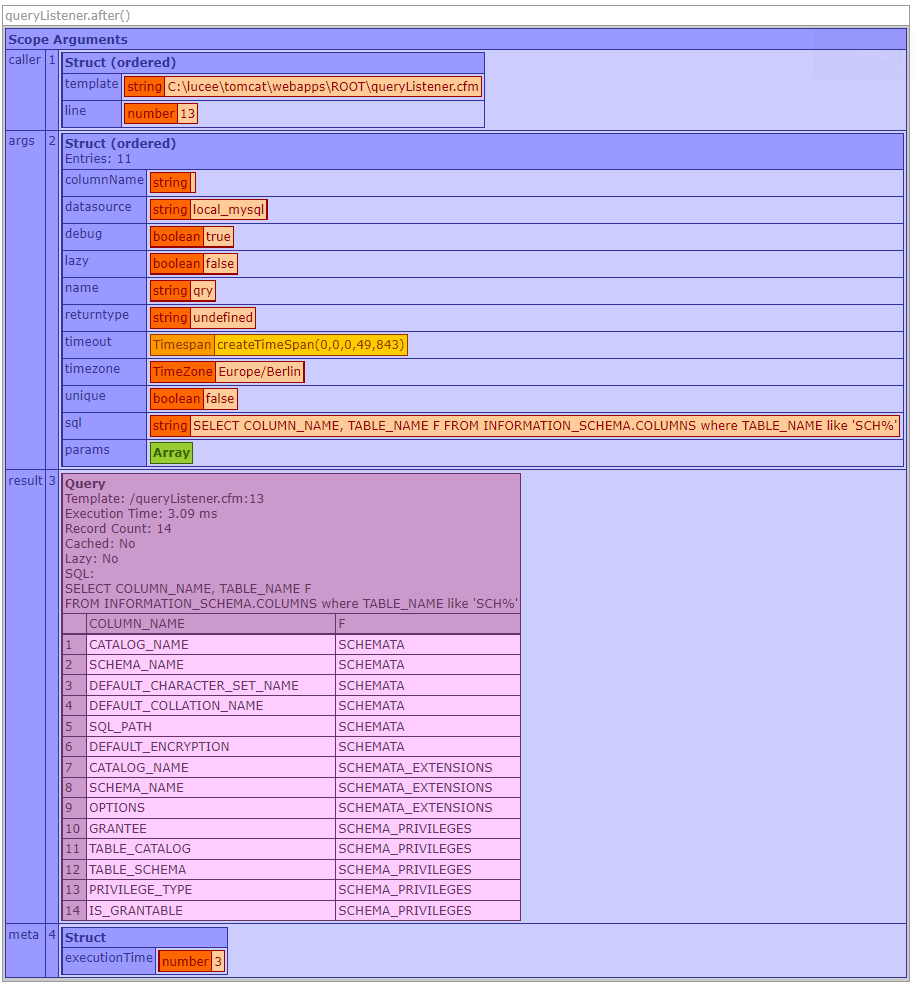 queryListener.after()
Scope Arguments
caller 1 Struct (ordered)
template string C:\lucee\tomcat\webapps\ROOT\queryListener.cfm
line number 13
args 2 Struct (ordered)
Entries: 11
columnName string
datasource string local_mysql
debug boolean true
lazy boolean false
name string qry
returntype string undefined
timeout Timespan createTimeSpan(0,0,0,49,843)
timezone TimeZone Europe/Berlin
unique boolean false
sql string SELECT COLUMN_NAME, TABLE_NAME F FROM INFORMATION_SCHEMA.COLUMNS where TABLE_NAME like 'SCH%'
params Array
result 3 Query
Template: /queryListener.cfm:13
Execution Time: 3.09 ms
Record Count: 14
Cached: No
Lazy: No
SQL:
SELECT COLUMN_NAME, TABLE_NAME F
FROM INFORMATION_SCHEMA.COLUMNS where TABLE_NAME like 'SCH%'
COLUMN_NAME F
1 CATALOG_NAME SCHEMATA
2 SCHEMA_NAME SCHEMATA
3 DEFAULT_CHARACTER_SET_NAME SCHEMATA
4 DEFAULT_COLLATION_NAME SCHEMATA
5 SQL_PATH SCHEMATA
6 DEFAULT_ENCRYPTION SCHEMATA
7 CATALOG_NAME SCHEMATA_EXTENSIONS
8 SCHEMA_NAME SCHEMATA_EXTENSIONS
9 OPTIONS SCHEMATA_EXTENSIONS
10 GRANTEE SCHEMA_PRIVILEGES
11 TABLE_CATALOG SCHEMA_PRIVILEGES
12 TABLE_SCHEMA SCHEMA_PRIVILEGES
13 PRIVILEGE_TYPE SCHEMA_PRIVILEGES
14 IS_GRANTABLE SCHEMA_PRIVILEGES
meta 4 Struct
executionTime number 3